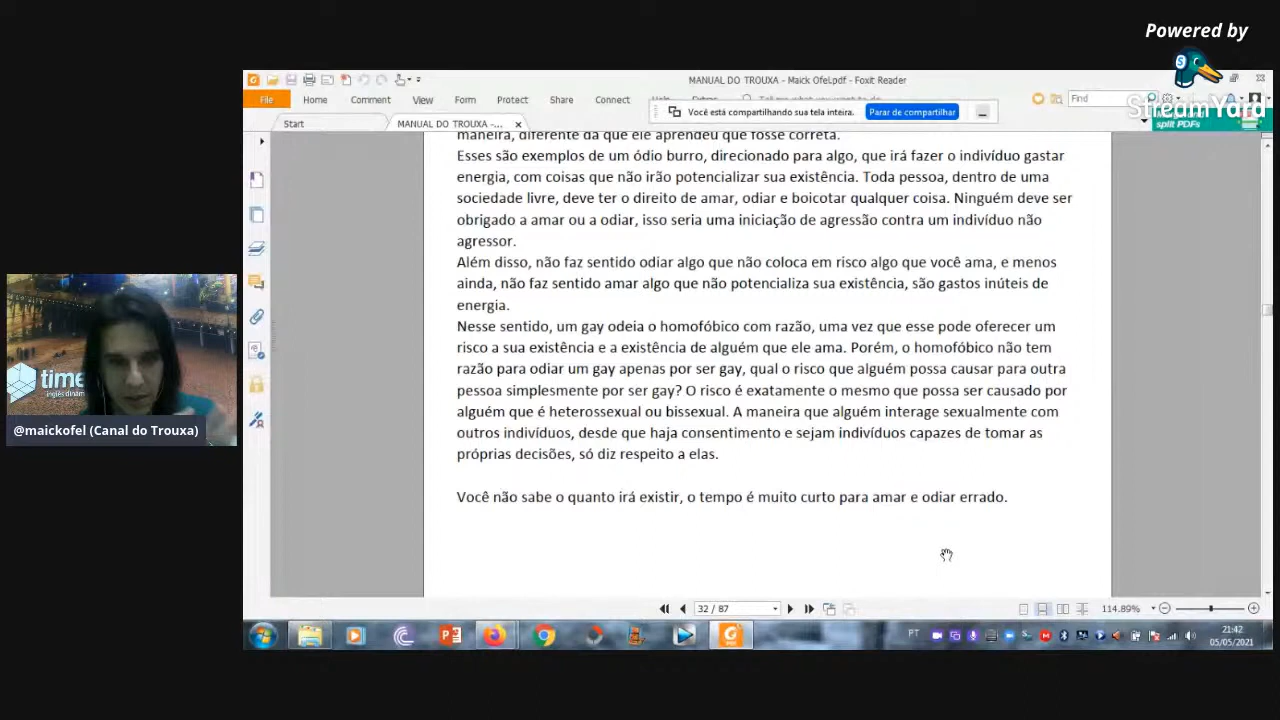 Powered by
StreamYard
MANUAL DO TROUXA - Maick Ofel.pdf - Foxit Reader
File
Home
Comment
View
Form
Protect
Share
Connect
Find
Você está compartilhando sua tela inteira.
Parar de compartilhar
split PDFs
Start
MANUAL DO TROUXA -...
maneira, diferente da que ele aprendeu que fosse correta.
Esses são exemplos de um ódio burro, direcionado para algo, que irá fazer o indivíduo gastar
energia, com coisas que não irão potencializar sua existência. Toda pessoa, dentro de uma
sociedade livre, deve ter o direito de amar, odiar e boicotar qualquer coisa. Ninguém deve ser
obrigado a amar ou a odiar, isso seria uma iniciação de agressão contra um indivíduo não
agressor.
Além disso, não faz sentido odiar algo que não coloca em risco algo que você ama, e menos
ainda, não faz sentido amar algo que não potencializa sua existência, são gastos inúteis de
energia.
Nesse sentido, um gay odeia o homofóbico com razão, uma vez que esse pode oferecer um
risco a sua existência e a existência de alguém que ele ama. Porém, o homofóbico não tem
razão para odiar um gay apenas por ser gay, qual o risco que alguém possa causar para outra
pessoa simplesmente por ser gay? O risco é exatamente o mesmo que possa ser causado por
alguém que é heterossexual ou bissexual. A maneira que alguém interage sexualmente com
outros indivíduos, desde que haja consentimento e sejam indivíduos capazes de tomar as
próprias decisões, só diz respeito a elas.
Você não sabe o quanto irá existir, o tempo é muito curto para amar e odiar errado.
time
inglês dinâm
@maickofel (Canal do Trouxa)
32 / 87
114.89%
PT
21:42
05/05/2021